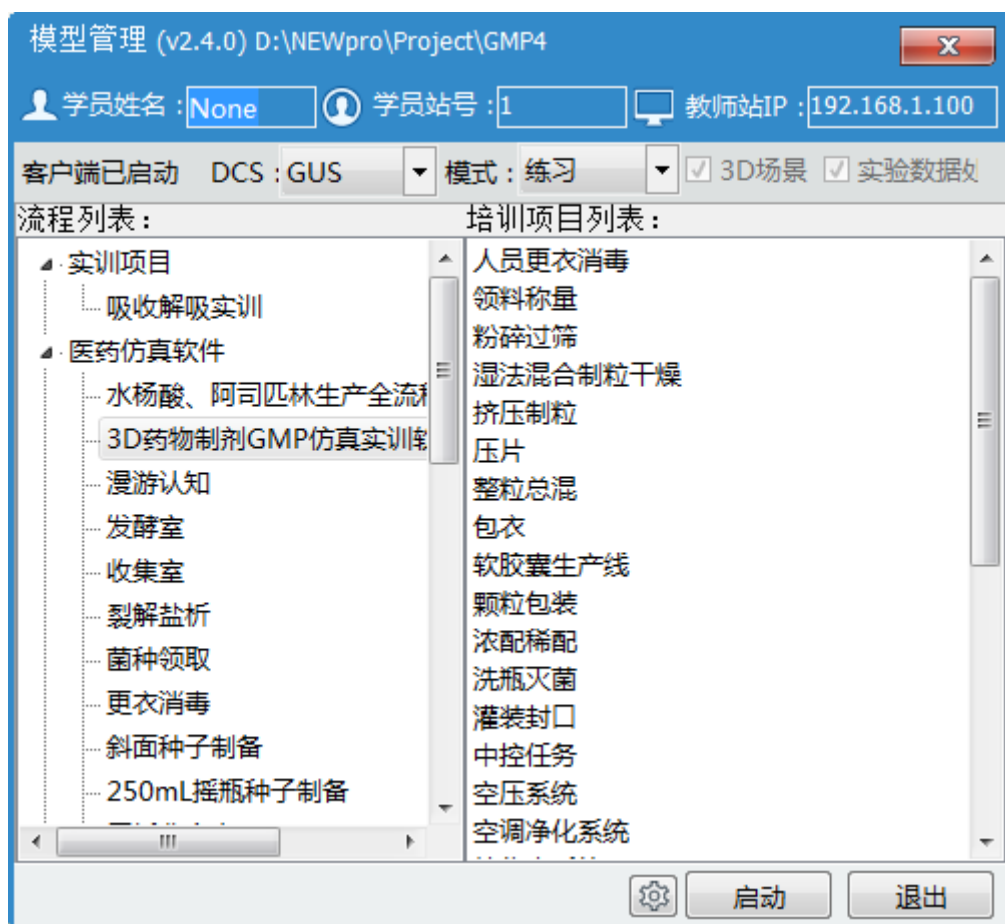 模型管理 (v2.4.0) D:\NEWpro\Project\GMP4
学员姓名：None 学员站号：1 教师站IP：192.168.1.100
客户端已启动 DCS：GUS 模式：练习 3D场景 实验数据处
流程列表：
实训项目
吸收解吸实训
医药仿真软件
水杨酸、阿司匹林生产全流程
3D药物制剂GMP仿真实训软
漫游认知
发酵室
收集室
裂解盐析
菌种领取
更衣消毒
斜面种子制备
250mL摇瓶种子制备
培训项目列表：
人员更衣消毒
领料称量
粉碎过筛
湿法混合制粒干燥
挤压制粒
压片
整粒总混
包衣
软胶囊生产线
颗粒包装
浓配稀配
洗瓶灭菌
灌装封口
中控任务
空压系统
空调净化系统
启动 退出